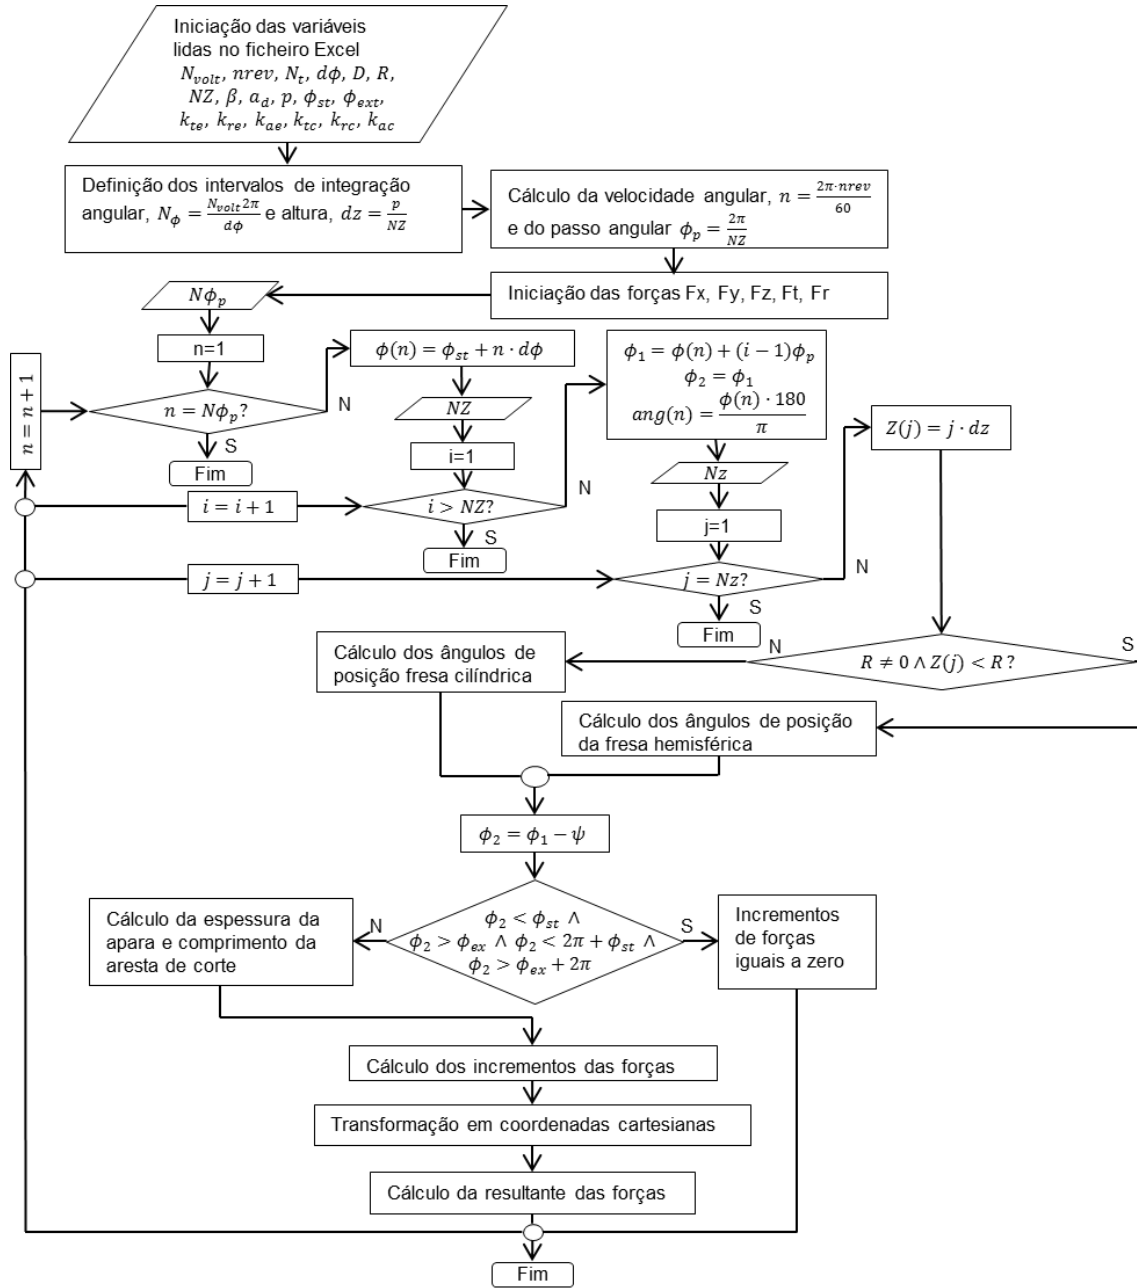 Iniciação das variáveis
lidas no ficheiro Excel
N_volt, nrev, N_t, dϕ, D, R,
NZ, β, a_d, p, ϕ_st, ϕ_ext,
k_te, k_re, k_ae, k_tc, k_rc, k_ac
Definição dos intervalos de integração
angular, N_ϕ = N_volt 2π / dϕ e altura, dz = p / NZ
Cálculo da velocidade angular, n = 2π·nrev / 60
e do passo angular ϕ_p = 2π / NZ
Iniciação das forças Fx, Fy, Fz, Ft, Fr
Nϕ_p
n=1
n = n + 1
n = Nϕ_p?
N
S
Fim
ϕ(n) = ϕ_st + n · dϕ
NZ
i=1
i = i + 1
i > NZ?
N
S
Fim
ϕ_1 = ϕ(n) + (i − 1)ϕ_p
ϕ_2 = ϕ_1
ang(n) = ϕ(n) · 180 / π
Nz
j=1
j = j + 1
j = Nz?
N
S
Fim
Z(j) = j · dz
R ≠ 0 ∧ Z(j) < R ?
N
S
Cálculo dos ângulos de
posição fresa cilíndrica
Cálculo dos ângulos de posição
da fresa hemisférica
ϕ_2 = ϕ_1 − ψ
ϕ_2 < ϕ_st ∧
ϕ_2 > ϕ_ex ∧ ϕ_2 < 2π + ϕ_st ∧
ϕ_2 > ϕ_ex + 2π
N
S
Cálculo da espessura da
apara e comprimento da
aresta de corte
Incrementos
de forças
iguais a zero
Cálculo dos incrementos das forças
Transformação em coordenadas cartesianas
Cálculo da resultante das forças
Fim